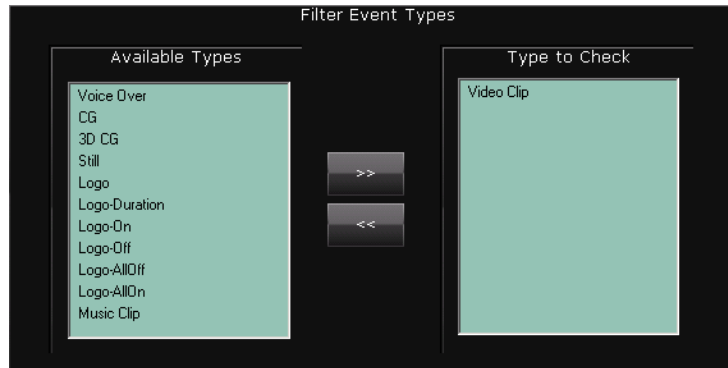 Filter Event Types
Available Types
Voice Over
CG
3D CG
Still
Logo
Logo-Duration
Logo-On
Logo-Off
Logo-AllOff
Logo-AllOn
Music Clip
>>
<<
Type to Check
Video Clip